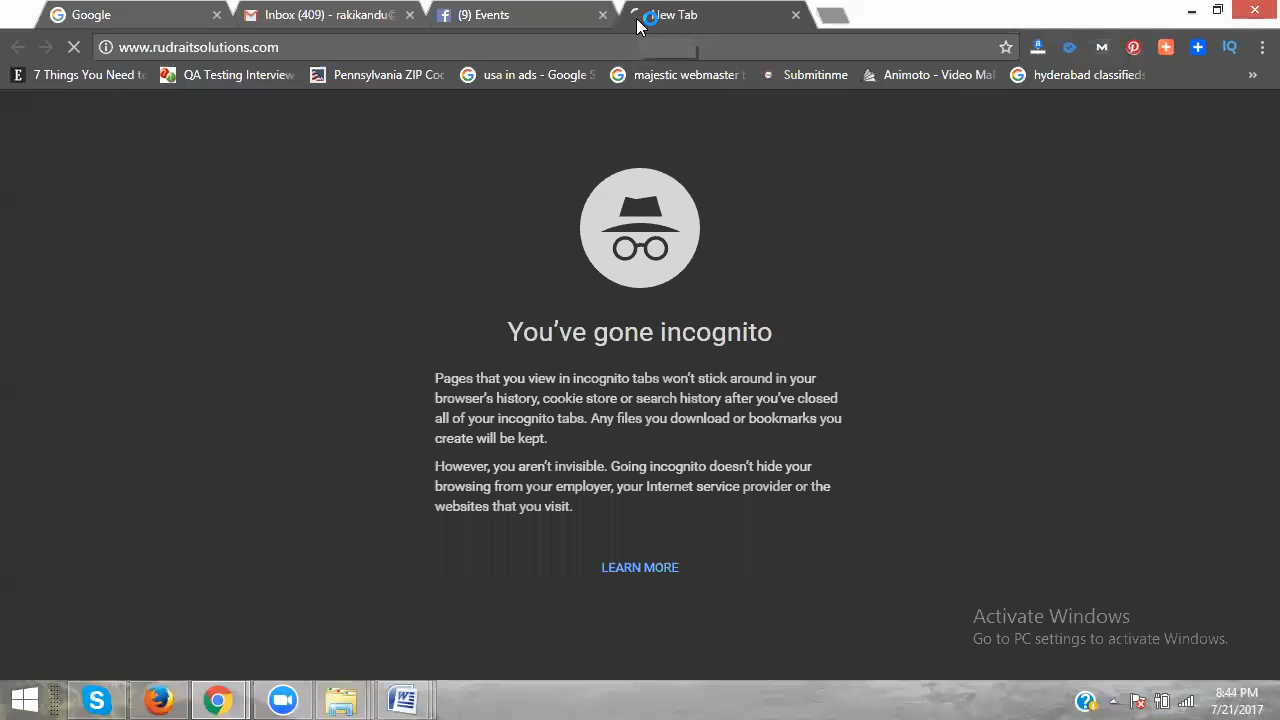 Google
Inbox (409) - rakikandu@
(9) Events
New Tab
www.rudraitsolutions.com
7 Things You Need to
QA Testing Interview
Pennsylvania ZIP Coc
usa in ads - Google S
majestic webmaster t
Submitinme
Animoto - Video Mal
hyderabad classifieds
You've gone incognito
Pages that you view in incognito tabs won't stick around in your
browser's history, cookie store or search history after you've closed
all of your incognito tabs. Any files you download or bookmarks you
create will be kept.
However, you aren't invisible. Going incognito doesn't hide your
browsing from your employer, your Internet service provider or the
websites that you visit.
LEARN MORE
Activate Windows
Go to PC settings to activate Windows.
8:44 PM
7/21/2017